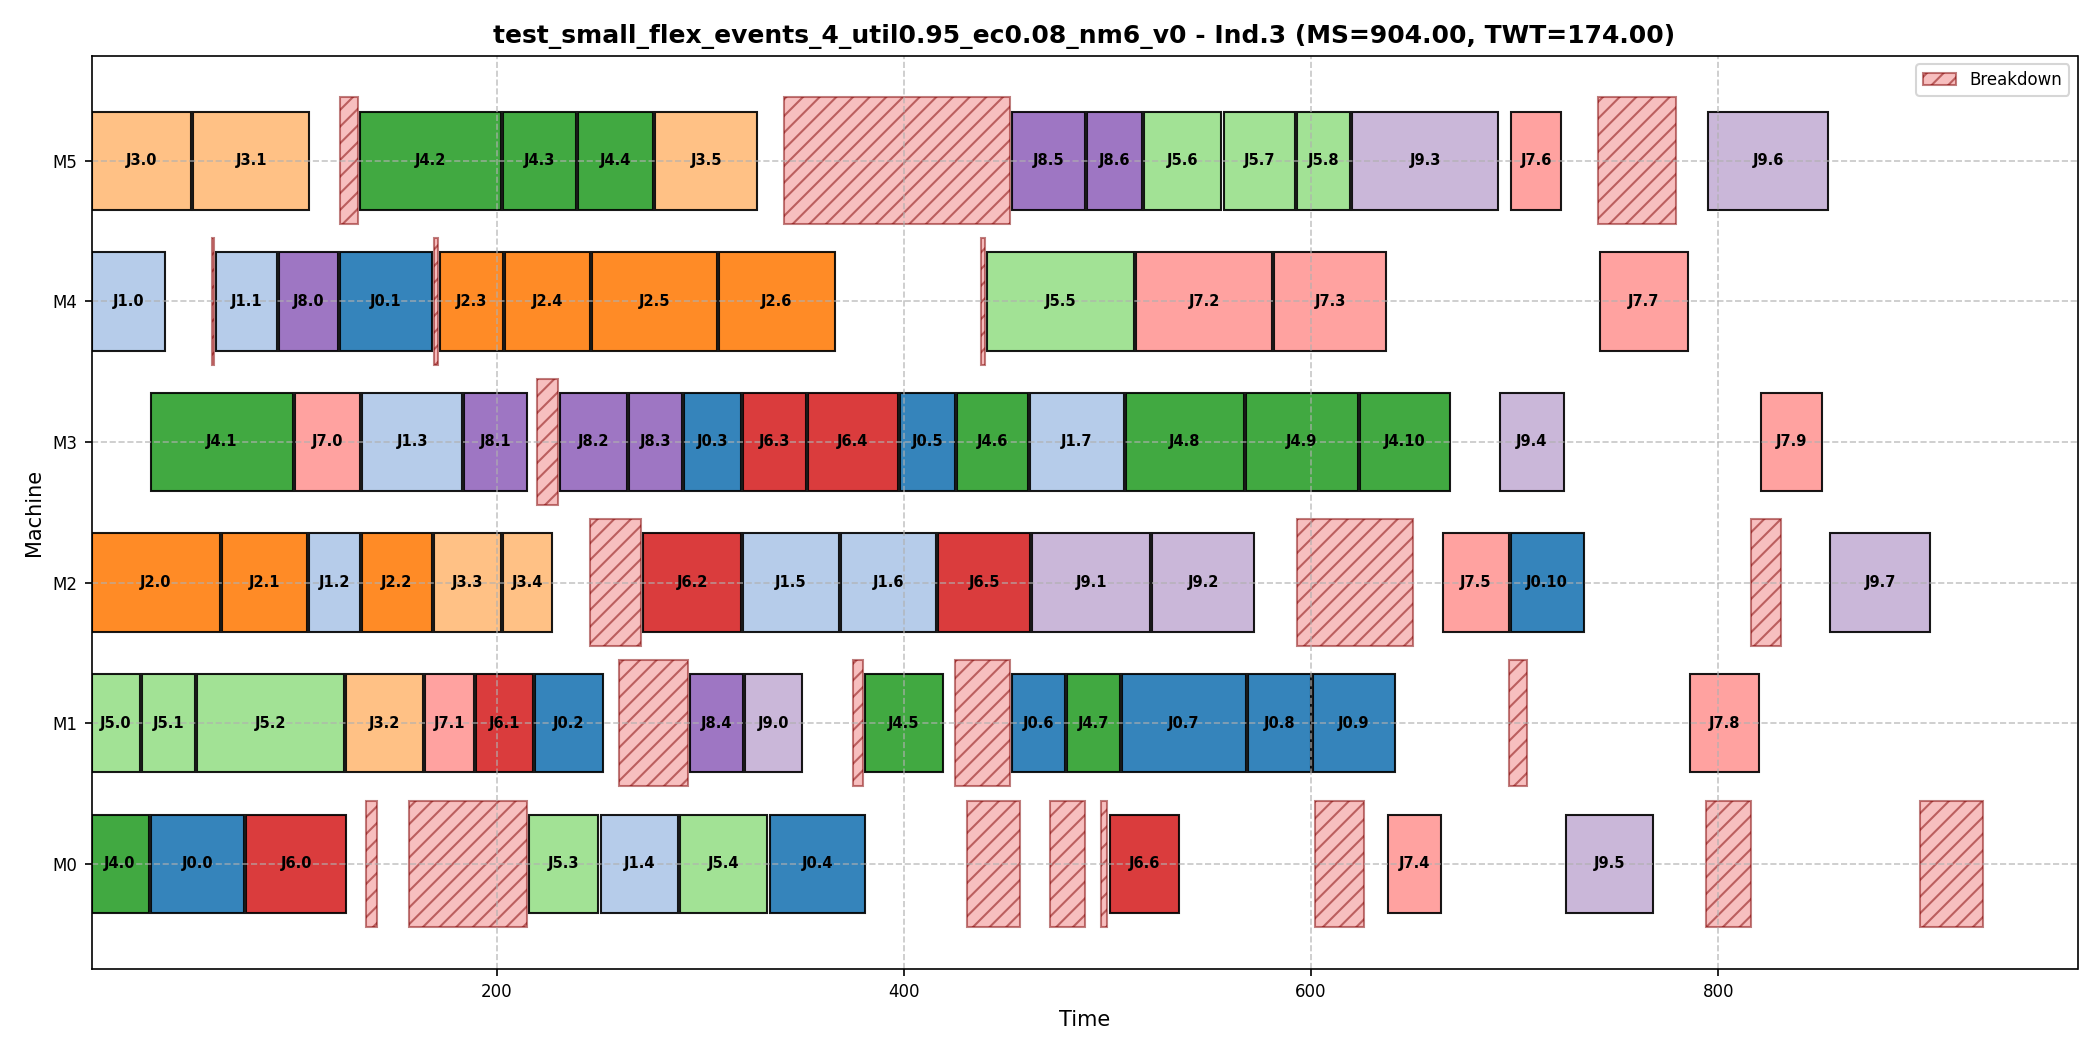 test_small_flex_events_4_util0.95_ec0.08_nm6_v0 - Ind.3 (MS=904.00, TWT=174.00)
Breakdown
M5 J3.0 J3.1 J4.2 J4.3 J4.4 J3.5 J8.5 J8.6 J5.6 J5.7 J5.8 J9.3 J7.6 J9.6
M4 J1.0 J1.1 J8.0 J0.1 J2.3 J2.4 J2.5 J2.6 J5.5 J7.2 J7.3 J7.7
M3 J4.1 J7.0 J1.3 J8.1 J8.2 J8.3 J0.3 J6.3 J6.4 J0.5 J4.6 J1.7 J4.8 J4.9 J4.10 J9.4 J7.9
Machine
M2 J2.0 J2.1 J1.2 J2.2 J3.3 J3.4 J6.2 J1.5 J1.6 J6.5 J9.1 J9.2 J7.5 J0.10 J9.7
M1 J5.0 J5.1 J5.2 J3.2 J7.1 J6.1 J0.2 J8.4 J9.0 J4.5 J0.6 J4.7 J0.7 J0.8 J0.9 J7.8
M0 J4.0 J0.0 J6.0 J5.3 J1.4 J5.4 J0.4 J6.6 J7.4 J9.5
200 400 600 800
Time